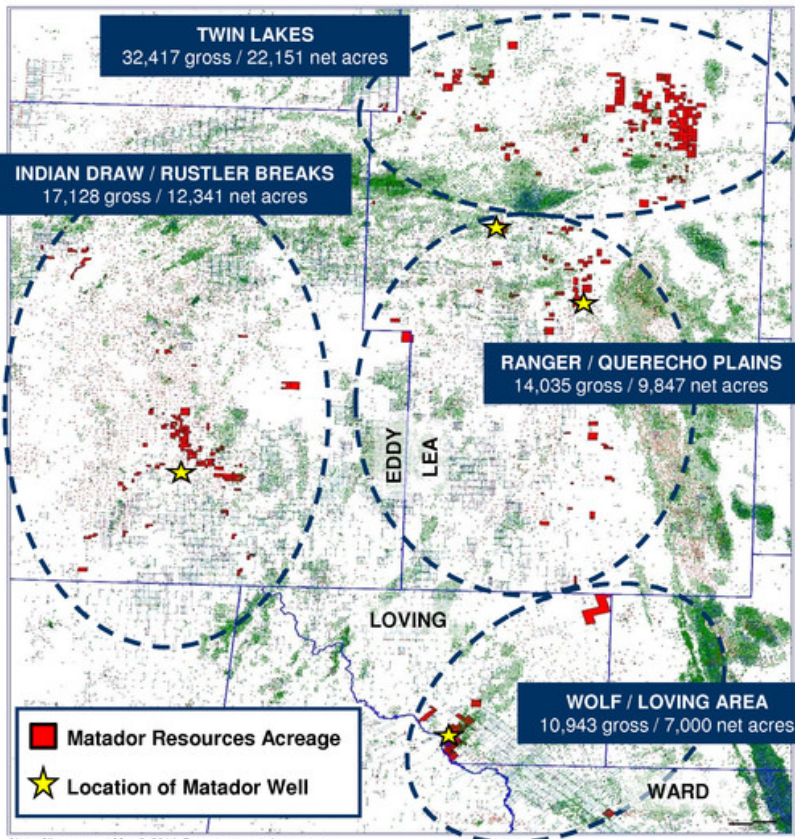 TWIN LAKES
32,417 gross / 22,151 net acres
INDIAN DRAW / RUSTLER BREAKS
17,128 gross / 12,341 net acres
RANGER / QUERECHO PLAINS
14,035 gross / 9,847 net acres
EDDY
LEA
LOVING
WOLF / LOVING AREA
10,943 gross / 7,000 net acres
WARD
Matador Resources Acreage
Location of Matador Well